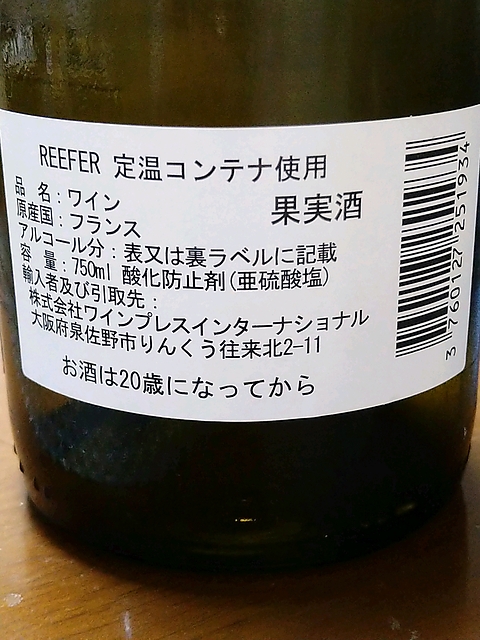 REEFER 定温コンテナ使用
品 名：ワイン
果実酒
原産国：フランス
アルコール分：表又は裏ラベルに記載
容 量：750ml 酸化防止剤(亜硫酸塩)
輸入者及び引取先：
株式会社ワインプレスインターナショナル
大阪府泉佐野市りんくう往来北2-11
お酒は20歳になってから
3 760127 251934